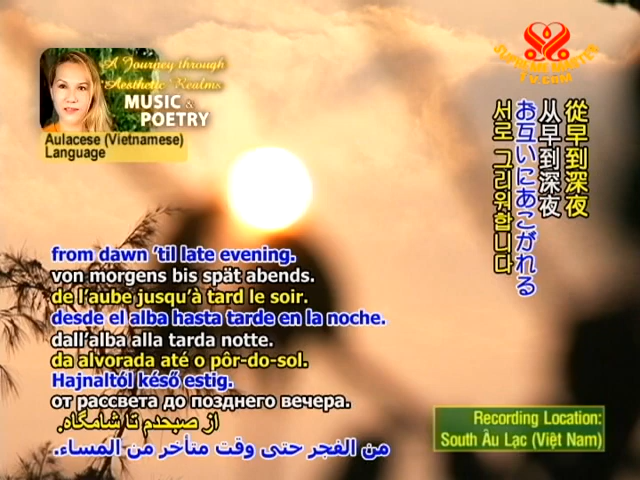 A Journey through
Aesthetic Realms
MUSIC &
POETRY
Aulacese (Vietnamese)
Language
SUPREME MASTER
TV.COM
從早到深夜
从早到深夜
お互いにあこがれる
서로 그리워합니다
from dawn ’til late evening.
von morgens bis spät abends.
de l’aube jusqu’à tard le soir.
desde el alba hasta tarde en la noche.
dall’alba alla tarda notte.
da alvorada até o pôr-do-sol.
Hajnaltól késő estig.
от рассвета до позднего вечера.
از صبحدم تا شامگاه.
من الفجر حتى وقت متأخر من المساء.
Recording Location:
South Âu Lạc (Việt Nam)